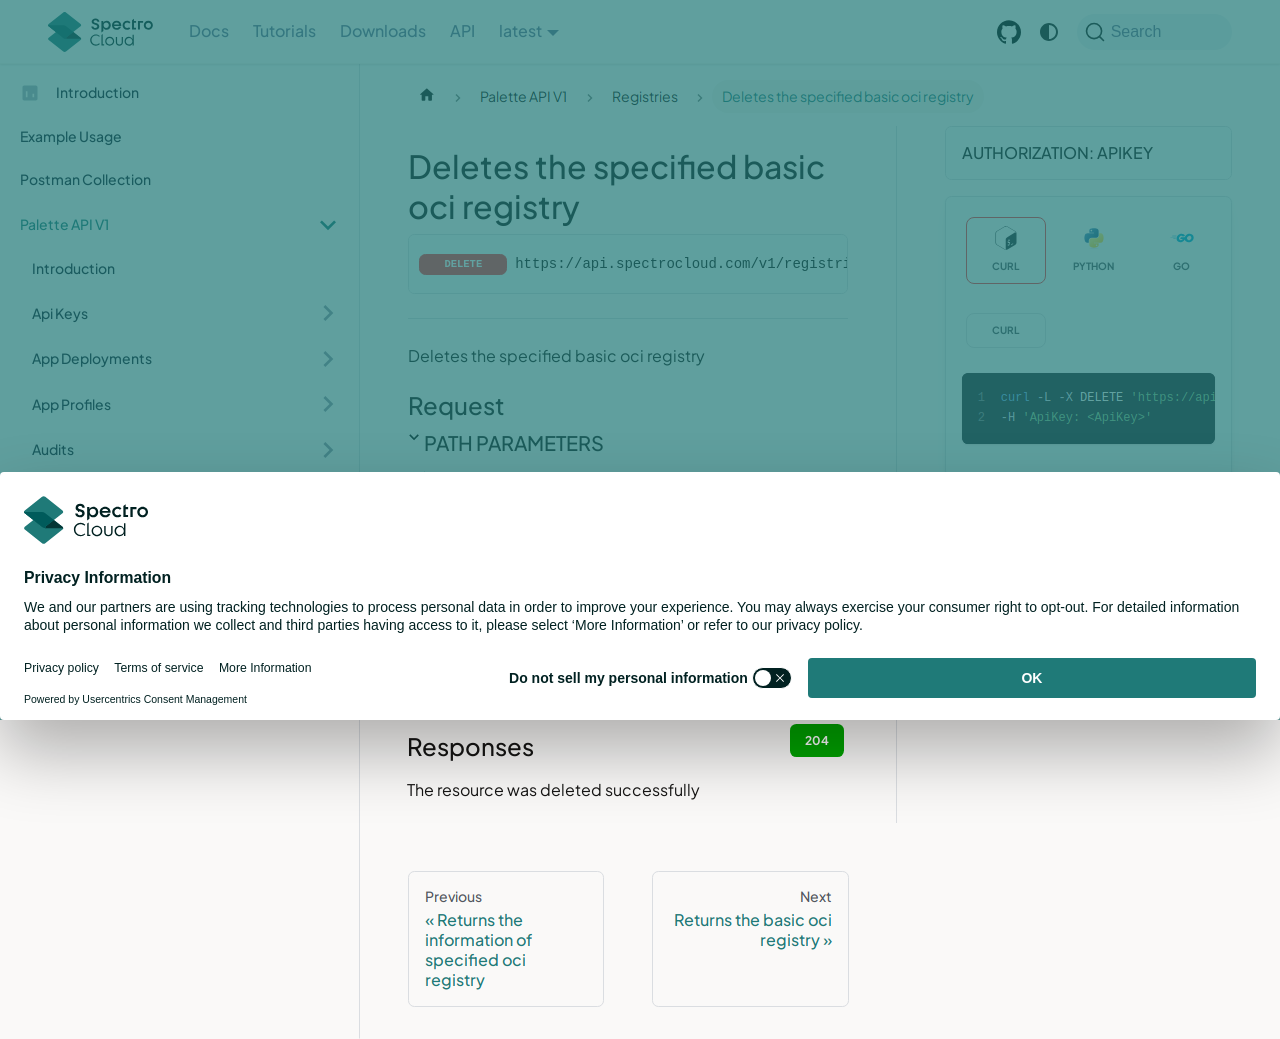 Spectro Cloud
Docs
Tutorials
Downloads
API
latest
Search
Introduction
Example Usage
Postman Collection
Palette API V1
Introduction
Api Keys
App Deployments
App Profiles
Audits
Palette API V1
Registries
Deletes the specified basic oci registry
Deletes the specified basic
oci registry
DELETE https://api.spectrocloud.com/v1/registri
Deletes the specified basic oci registry
Request
PATH PARAMETERS
AUTHORIZATION: APIKEY
CURL
PYTHON
GO
CURL
1 curl -L -X DELETE 'https://api
2 -H 'ApiKey: <ApiKey>'
Spectro
Cloud
Privacy Information
We and our partners are using tracking technologies to process personal data in order to improve your experience. You may always exercise your consumer right to opt-out. For detailed information
about personal information we collect and third parties having access to it, please select ‘More Information’ or refer to our privacy policy.
Privacy policy
Terms of service
More Information
Powered by Usercentrics Consent Management
Do not sell my personal information
OK
Responses
204
The resource was deleted successfully
Previous
« Returns the
information of
specified oci
registry
Next
Returns the basic oci
registry »